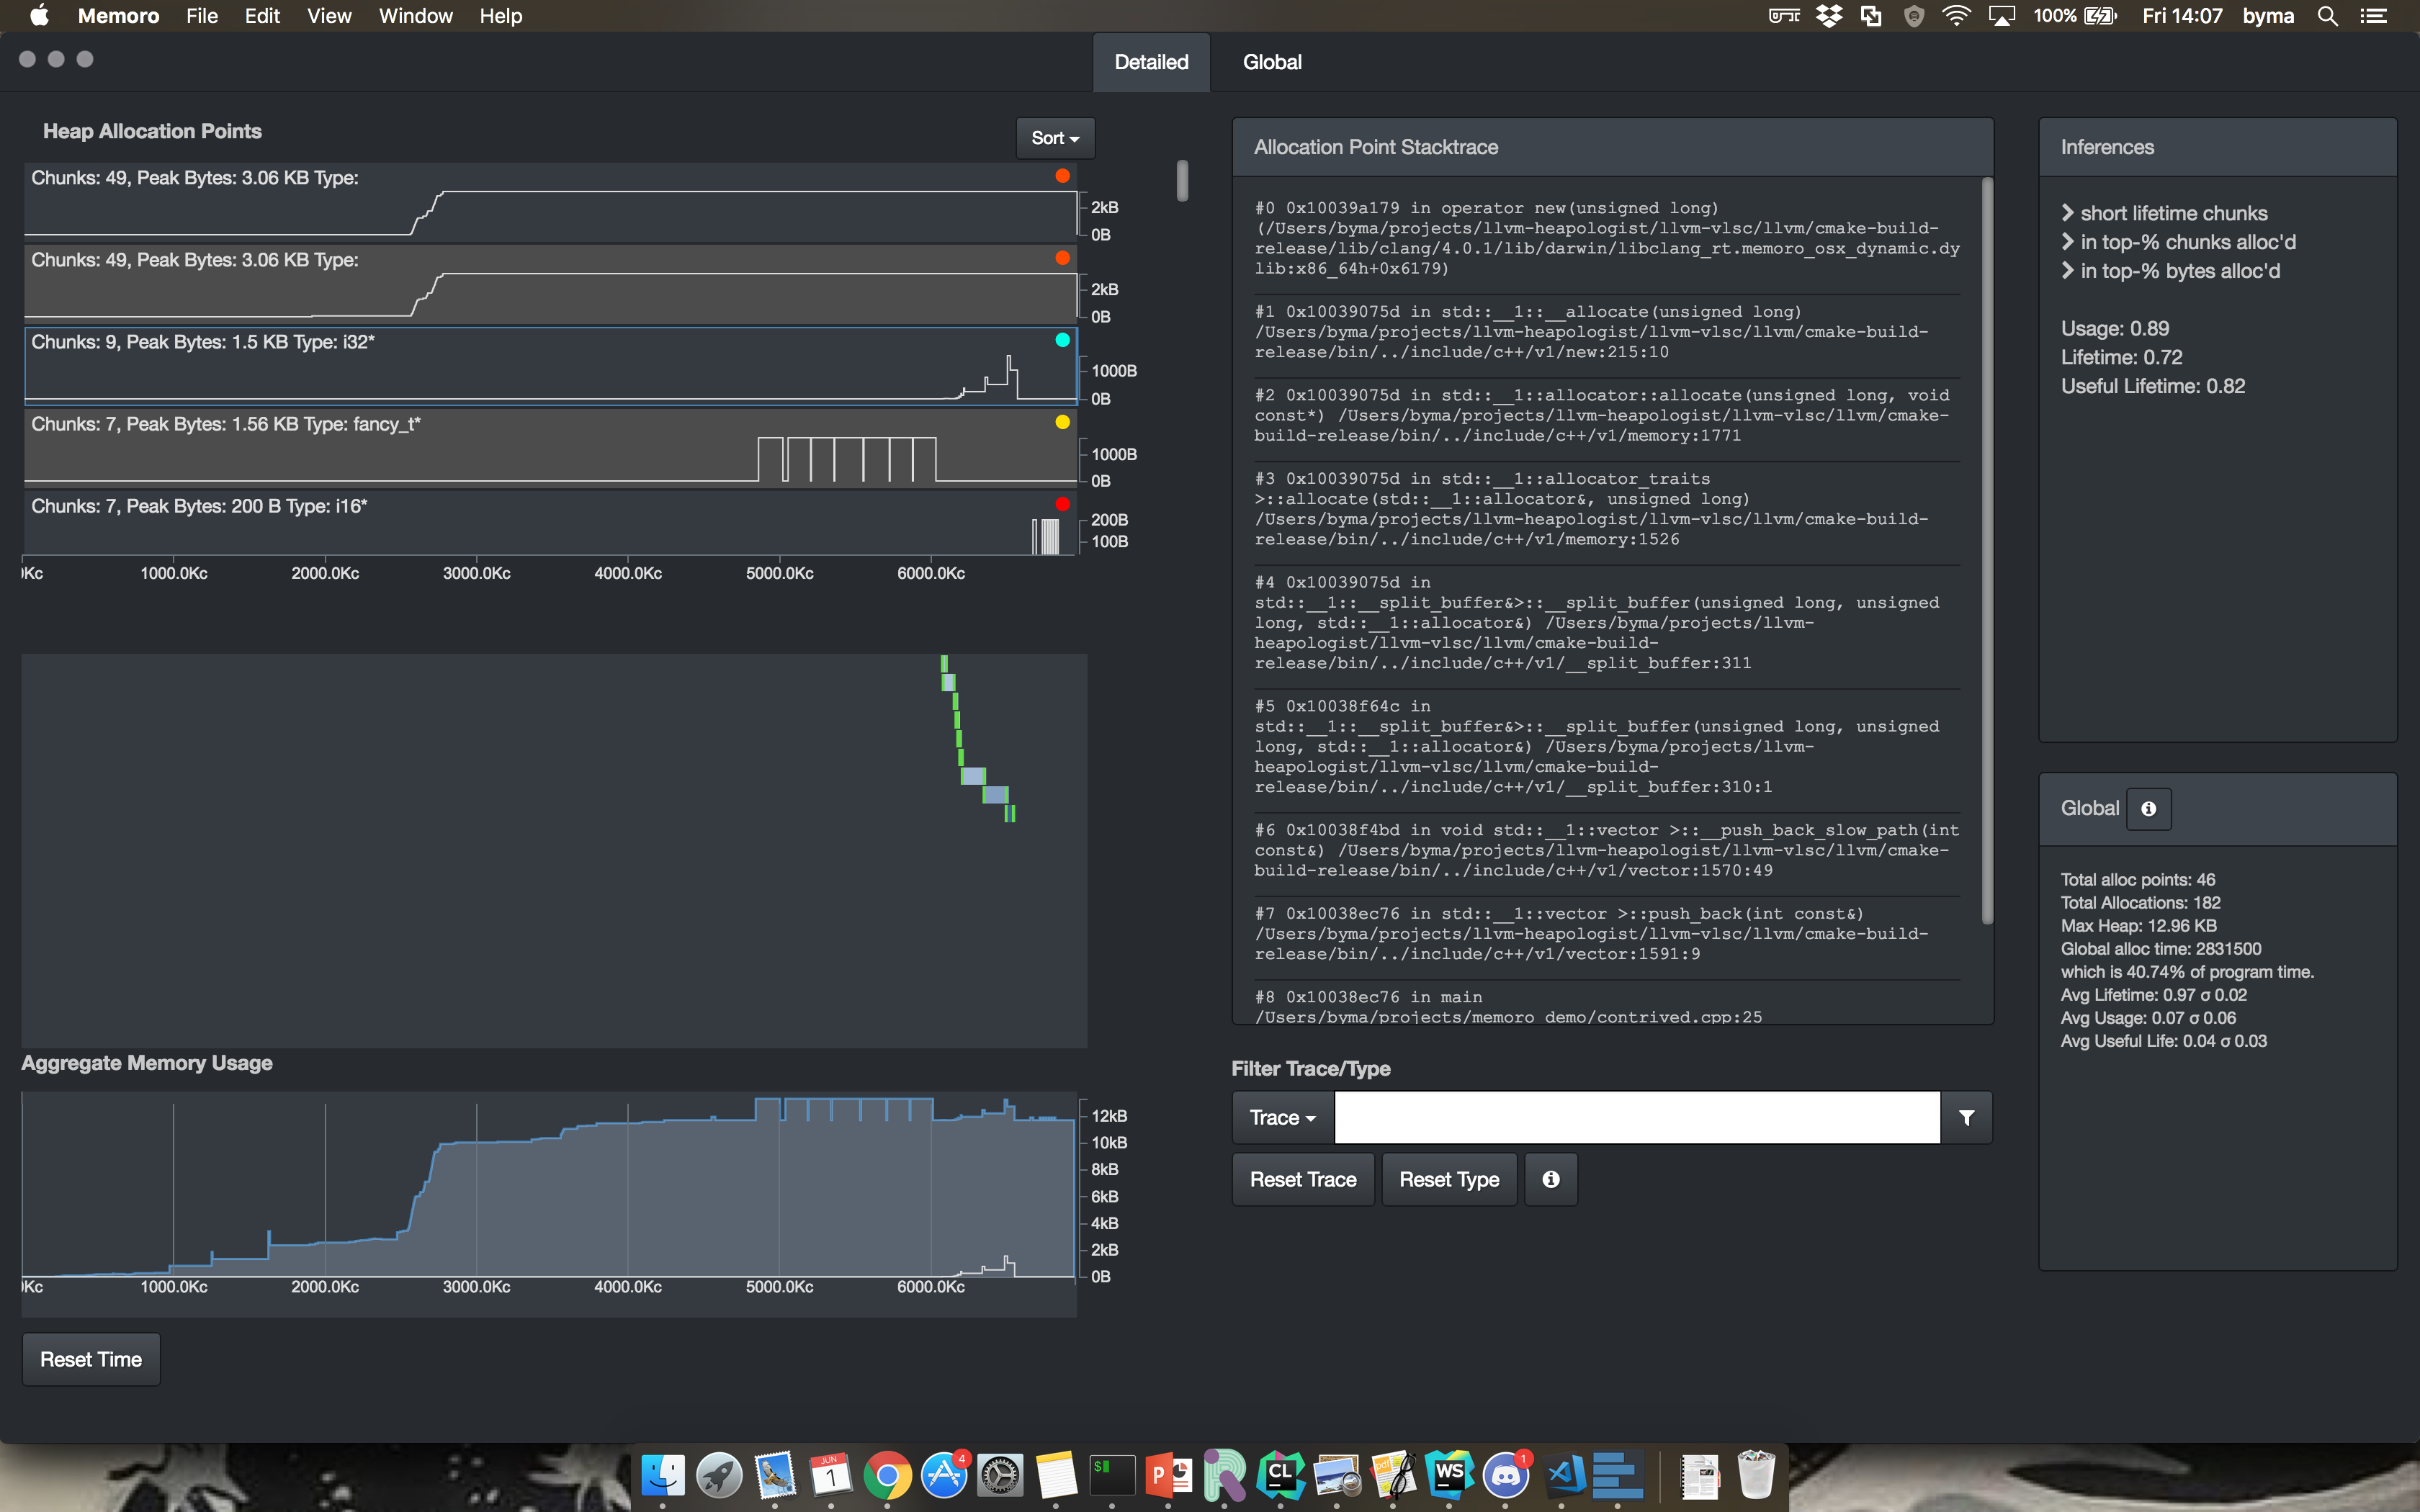 Memoro File Edit View Window Help
100% Fri 14:07 byma
Detailed Global
Heap Allocation Points
Sort
Chunks: 49, Peak Bytes: 3.06 KB Type:
2kB
0B
Chunks: 49, Peak Bytes: 3.06 KB Type:
2kB
0B
Chunks: 9, Peak Bytes: 1.5 KB Type: i32*
1000B
0B
Chunks: 7, Peak Bytes: 1.56 KB Type: fancy_t*
1000B
0B
Chunks: 7, Peak Bytes: 200 B Type: i16*
200B
100B
)Kc 1000.0Kc 2000.0Kc 3000.0Kc 4000.0Kc 5000.0Kc 6000.0Kc
Aggregate Memory Usage
12kB
10kB
8kB
6kB
4kB
2kB
0B
)Kc 1000.0Kc 2000.0Kc 3000.0Kc 4000.0Kc 5000.0Kc 6000.0Kc
Reset Time
Allocation Point Stacktrace
#0 0x10039a179 in operator new(unsigned long)
(/Users/byma/projects/llvm-heapologist/llvm-vlsc/llvm/cmake-build-
release/lib/clang/4.0.1/lib/darwin/libclang_rt.memoro_osx_dynamic.dy
lib:x86_64h+0x6179)
#1 0x10039075d in std::__1::__allocate(unsigned long)
/Users/byma/projects/llvm-heapologist/llvm-vlsc/llvm/cmake-build-
release/bin/../include/c++/v1/new:215:10
#2 0x10039075d in std::__1::allocator::allocate(unsigned long, void
const*) /Users/byma/projects/llvm-heapologist/llvm-vlsc/llvm/cmake-
build-release/bin/../include/c++/v1/memory:1771
#3 0x10039075d in std::__1::allocator_traits
>::allocate(std::__1::allocator&, unsigned long)
/Users/byma/projects/llvm-heapologist/llvm-vlsc/llvm/cmake-build-
release/bin/../include/c++/v1/memory:1526
#4 0x10039075d in
std::__1::__split_buffer&>::__split_buffer(unsigned long, unsigned
long, std::__1::allocator&) /Users/byma/projects/llvm-
heapologist/llvm-vlsc/llvm/cmake-build-
release/bin/../include/c++/v1/__split_buffer:311
#5 0x10038f64c in
std::__1::__split_buffer&>::__split_buffer(unsigned long, unsigned
long, std::__1::allocator&) /Users/byma/projects/llvm-
heapologist/llvm-vlsc/llvm/cmake-build-
release/bin/../include/c++/v1/__split_buffer:310:1
#6 0x10038f4bd in void std::__1::vector >::__push_back_slow_path(int
const&) /Users/byma/projects/llvm-heapologist/llvm-vlsc/llvm/cmake-
build-release/bin/../include/c++/v1/vector:1570:49
#7 0x10038ec76 in std::__1::vector >::push_back(int const&)
/Users/byma/projects/llvm-heapologist/llvm-vlsc/llvm/cmake-build-
release/bin/../include/c++/v1/vector:1591:9
#8 0x10038ec76 in main
/Users/byma/projects/memoro_demo/contrived.cpp:25
Filter Trace/Type
Trace
Reset Trace Reset Type
Inferences
short lifetime chunks
in top-% chunks alloc'd
in top-% bytes alloc'd
Usage: 0.89
Lifetime: 0.72
Useful Lifetime: 0.82
Global
Total alloc points: 46
Total Allocations: 182
Max Heap: 12.96 KB
Global alloc time: 2831500
which is 40.74% of program time.
Avg Lifetime: 0.97 σ 0.02
Avg Usage: 0.07 σ 0.06
Avg Useful Life: 0.04 σ 0.03
JUN
1
4
$
P
CL
pdf
WS
1